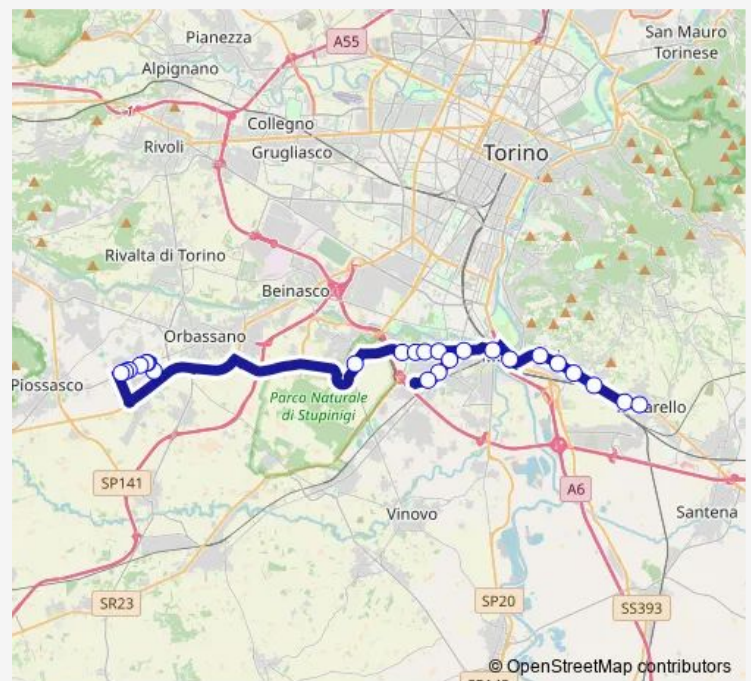 Pianezza
A55
San Mauro
Torinese
Alpignano
Collegno
Rivoli
Grugliasco
Torino
Rivalta di Torino
Beinasco
Orbassano
Piossasco
Parco Naturale
di Stupinigi
arello
SP141
A6
Vinovo
Santena
SR23
SP20
SS393
© OpenStreetMap contributors